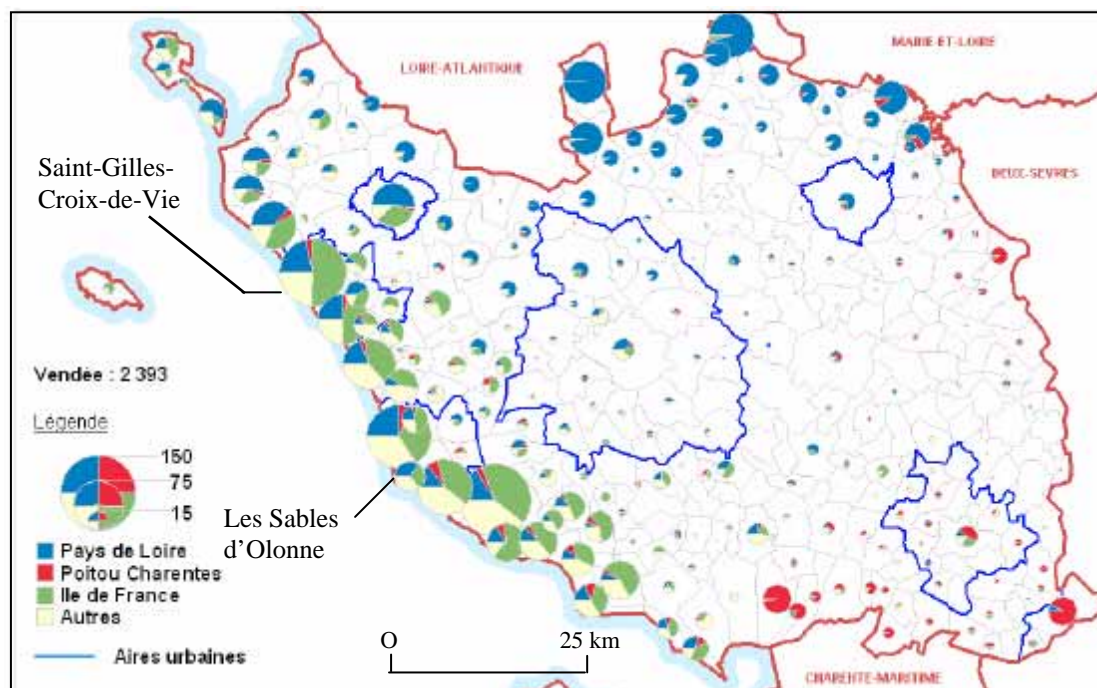 MAINE-ET-LOIRE
LOIRE-ATLANTIQUE
Saint-Gilles-
Croix-de-Vie
DEUX-SEVRES
Vendée : 2 393
Légende
150
75
15
Les Sables
d'Olonne
Pays de Loire
Poitou Charentes
Ile de France
Autres
Aires urbaines
O
25 km
CHARENTE-MARITIME